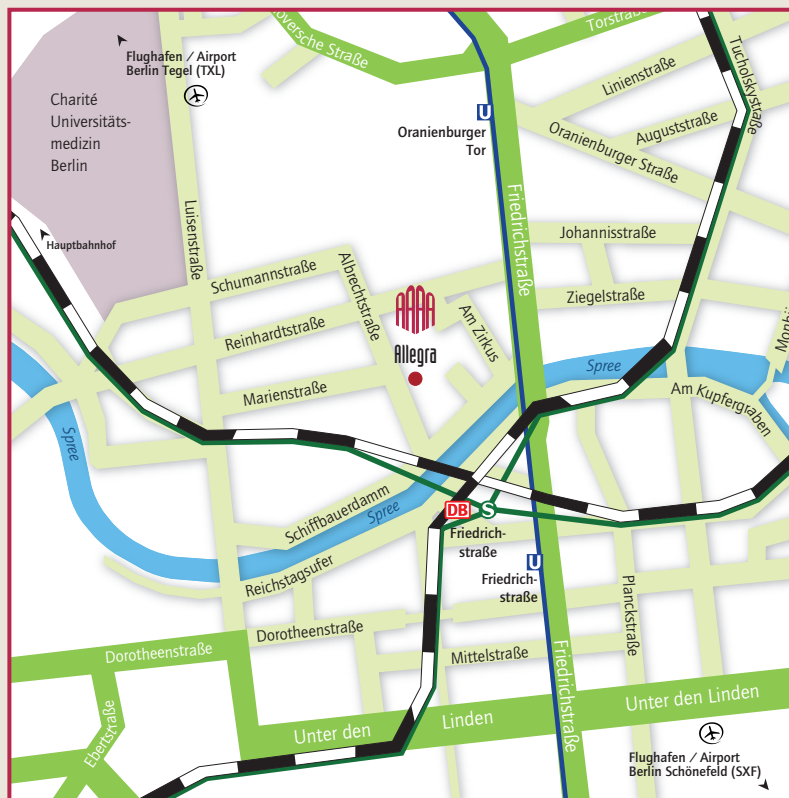 noversche Straße
Torstraße
Flughafen / Airport
Berlin Tegel (TXL)
Tucholskystraße
Linienstraße
Charité
Universitäts-
medizin
Berlin
U
Oranienburger
Tor
Auguststraße
Oranienburger Straße
Friedrichstraße
Luisenstraße
Hauptbahnhof
Johannisstraße
Schumannstraße
Albrechtstraße
Ziegelstraße
Reinhardtstraße
Am Zirkus
Monbij
Allegra
Spree
Marienstraße
Am Kupfergraben
Spree
Schiffbauerdamm
Spree
DB
S
Friedrich-
straße
U
Friedrich-
straße
Reichstagsufer
Planckstraße
Dorotheenstraße
Dorotheenstraße
Mittelstraße
Friedrichstraße
Unter den Linden
Unter den
Linden
Ebertstraße
Flughafen / Airport
Berlin Schönefeld (SXF)